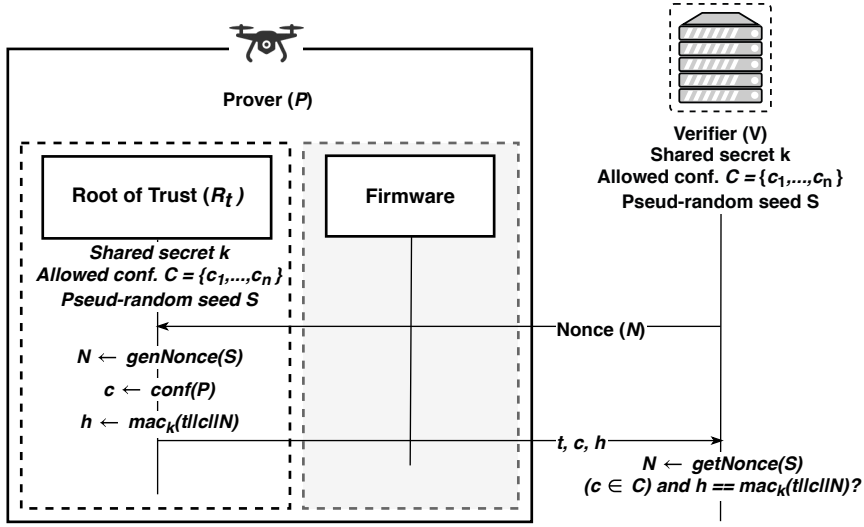 Prover (P)
Verifier (V)
Shared secret k
Allowed conf. C = {c1,...,cn}
Pseud-random seed S
Root of Trust (Rt)
Firmware
Shared secret k
Allowed conf. C = {c1,...,cn}
Pseud-random seed S
Nonce (N)
N ← genNonce(S)
c ← conf(P)
h ← mack(t||c||N)
t, c, h
N ← getNonce(S)
(c ∈ C) and h == mack(t||c||N)?